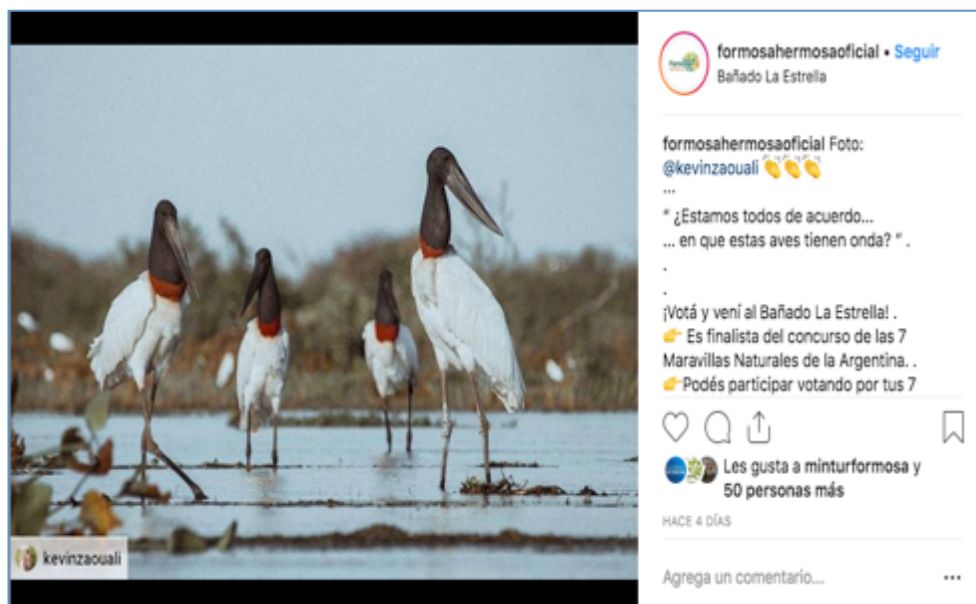 formosahermosaoficial • Seguir
Bañado La Estrella
formosahermosaoficial Foto:
@kevinzaouali 👏👏👏
...
“ ¿Estamos todos de acuerdo...
... en que estas aves tienen onda? ” .
.
.
¡Votá y vení al Bañado La Estrella! .
👉 Es finalista del concurso de las 7
Maravillas Naturales de la Argentina. .
👉Podés participar votando por tus 7
Les gusta a minturformosa y
50 personas más
HACE 4 DÍAS
Agrega un comentario...
kevinzaouali